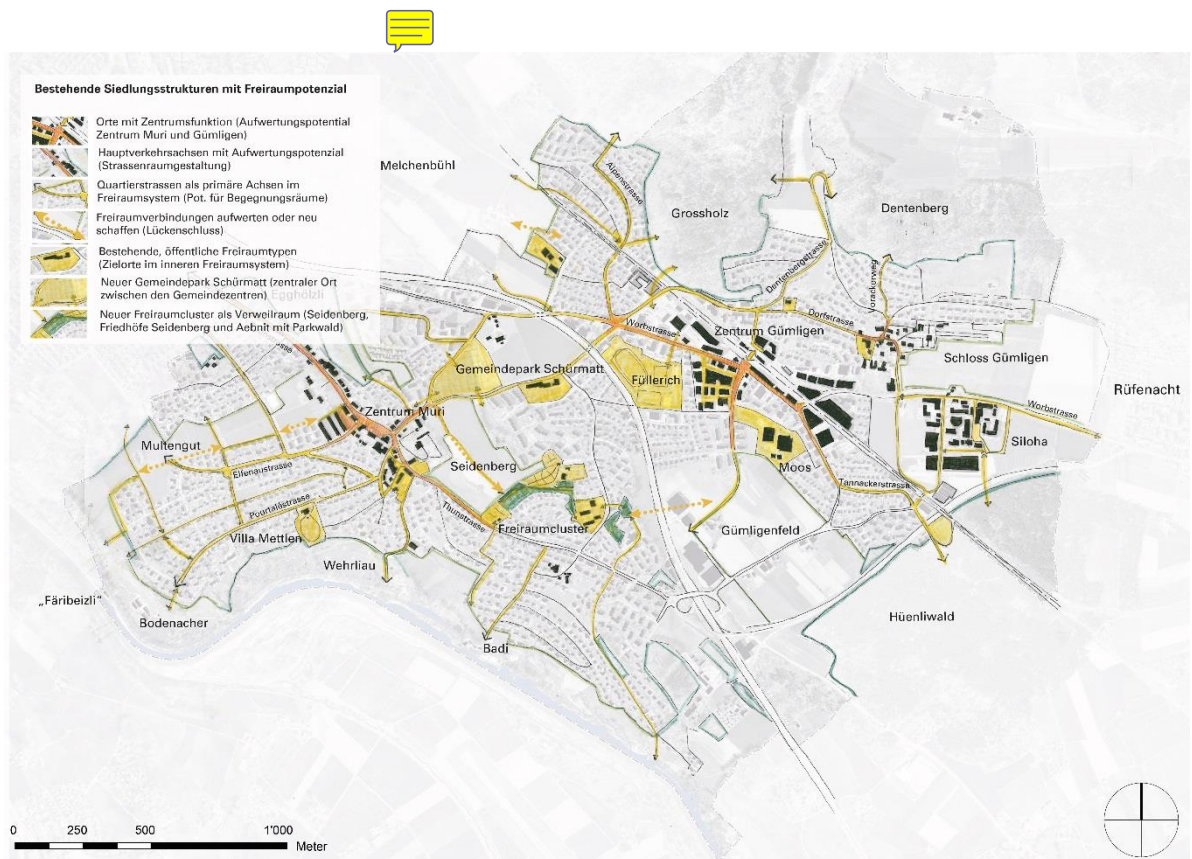 Bestehende Siedlungsstrukturen mit Freiraumpotenzial
Orte mit Zentrumsfunktion (Aufwertungspotential
Zentrum Muri und Gümligen)
Hauptverkehrsachsen mit Aufwertungspotenzial
(Strassenraumgestaltung)
Quartierstrassen als primäre Achsen im
Freiraumsystem (Pot. für Begegnungsräume)
Freiraumverbindungen aufwerten oder neu
schaffen (Lückenschluss)
Bestehende, öffentliche Freiraumtypen
(Zielorte im inneren Freiraumsystem)
Neuer Gemeindepark Schürmatt (zentraler Ort
zwischen den Gemeindezentren)
Neuer Freiraumcluster als Verweilraum (Seidenberg,
Friedhöfe Seidenberg und Aebnit mit Parkwald)
Melchenbühl
Alpenstrasse
Grossholz
Dentenberg
Egghölzli
Dentenbergstrasse
Worbstrasse
Zentrum Gümligen
Dorfstrasse
Schloss Gümligen
Gemeindepark Schürmatt
Füllerich
Rüfenacht
Worbstrasse
Zentrum Muri
Multengut
Siloha
Elfenaustrasse
Seidenberg
Moos
Tannackerstrasse
Pourtalèstrasse
Thunstrasse
Villa Mettlen
Freiraumcluster
Gümligenfeld
Wehrliau
„Färibeizli“
Bodenacher
Hüenliwald
Badi
0 250 500 1'000
Meter